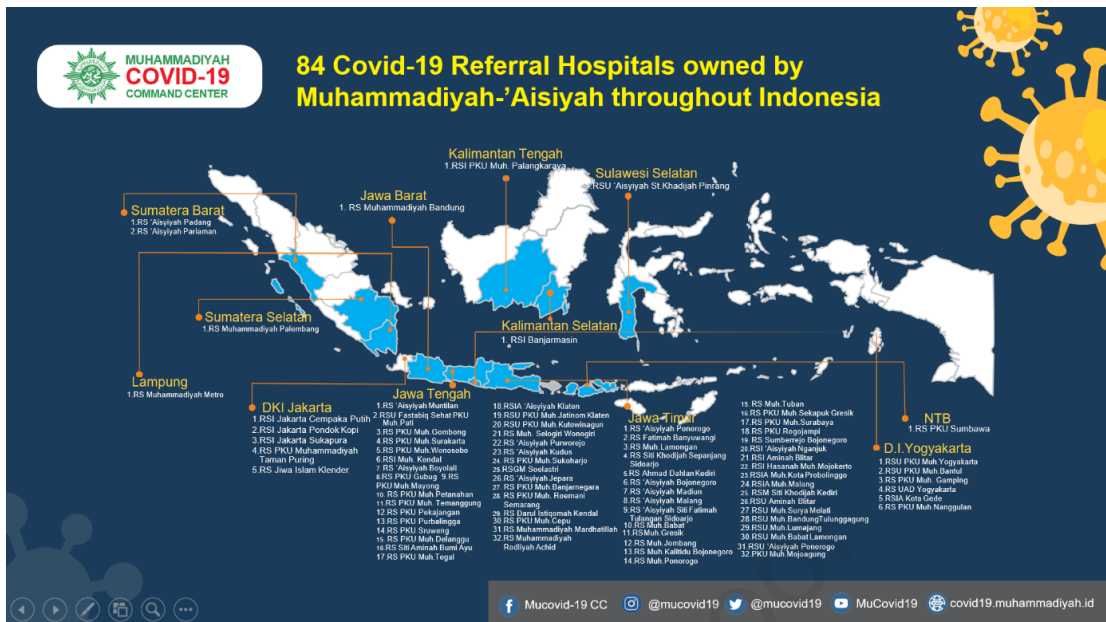 MUHAMMADIYAH
COVID-19
COMMAND CENTER
84 Covid-19 Referral Hospitals owned by
Muhammadiyah-'Aisiyah throughout Indonesia
Kalimantan Tengah
1.RSI PKU Muh. Palangkaraya
Sulawesi Selatan
1.RSU 'Aisyiyah St.Khadijah Pinrang
Jawa Barat
1. RS Muhammadiyah Bandung
Sumatera Barat
1.RS 'Aisyiyah Padang
2.RS 'Aisyiyah Pariaman
Sumatera Selatan
1.RS Muhammadiyah Palembang
Kalimantan Selatan
1. RSI Banjarmasin
Lampung
1.RS Muhammadiyah Metro
DKI Jakarta
1.RSI Jakarta Cempaka Putih
2.RSI Jakarta Pondok Kopi
3.RSI Jakarta Sukapura
4.RS PKU Muhammadiyah
Taman Puring
5.RS Jiwa Islam Klender
Jawa Tengah
1.RS 'Aisyiyah Muntilan
2.RSU Fastabiq Sehat PKU
Muh.Pati
3.RS PKU Muh.Gombong
4.RS PKU Muh.Surakarta
5.RS PKU Muh.Wonosobo
6.RSI Muh. Kendal
7.RS 'Aisyiyah Boyolali
8.RS PKU Gubug 9.RS
PKU Muh.Mayong
10. RS PKU Muh.Petanahan
11.RS PKU Muh. Temanggung
12.RS PKU Pekajangan
13.RS PKU Purbalingga
14.RS PKU Sruweng
15. RS PKU Muh.Delanggu
16.RS Siti Aminah Bumi Ayu
17. RS PKU Muh.Tegal
18.RSIA 'Aisyiyah Klaten
19.RSU PKU Muh.Jatinom Klaten
20.RSU PKU Muh.Kutowinagun
21. RS Muh. Selogiri Wonogiri
22.RS 'Aisyiyah Purworejo
23.RS 'Aisyiyah Kudus
24. RS PKU Muh.Sukoharjo
25.RSGM Soelastri
26.RS 'Aisyiyah Jepara
27. RS PKU Muh.Banjarnegara
28. RS PKU Muh. Roemani
Semarang
29. RS Darul Istiqomah Kendal
30.RS PKU Muh.Cepu
31.RS Muhammadiyah Mardhatillah
32.RS Muhammadiyah
Rodliyah Achid
Jawa Timur
1.RS 'Aisyiyah Ponorogo
2.RS Fatimah Banyuwangi
3.RS Muh.Lamongan
4.RS Siti Khodijah Sepanjang
Sidoarjo
5.RS Ahmad Dahlan Kediri
6.RS 'Aisyiyah Bojonegoro
7.RS 'Aisyiyah Madiun
8.RS 'Aisyiyah Malang
9.RS 'Aisyiyah Siti Fatimah
Tulangan Sidoarjo
10.RS Muh.Babat
11.RSMuh.Gresik
12.RS Muh Jombang
13.RS Muh Kalitidu Bojonegoro
14.RS Muh.Ponorogo
15. RS Muh.Tuban
16.RS PKU Muh.Sekapuk Gresik
17.RS PKU Muh.Surabaya
18.RS PKU Rogojampi
19. RS Sumberrejo Bojonegoro
20.RSI 'Aisyiyah Nganjuk
21.RSI Aminah Blitar
22.RSI Hasanah Muh Mojokerto
23.RSIA Muh.Kota Probolinggo
24.RSIA Muh.Malang
25. RSM Siti Khodijah Kediri
26.RSU Aminah Blitar
27.RSU Muh.Surya Melati
28.RSU Muh.BandungTulunggagung
29.RSU Muh.Lumajang
30. RSU Muh.Babat Lamongan
31.RSU 'Aisyiyah Ponorogo
32.PKU Muh.Mojoagung
NTB
1.RS PKU Sumbawa
D.I.Yogyakarta
1.RSU PKU Muh.Yogyakarta
2.RSU PKU Muh.Bantul
3.RS PKU Muh. Gamping
4.RS UAD Yogyakarta
5.RSIA Kota Gede
6.RS PKU Muh.Nanggulan
Mucovid-19 CC
@mucovid19
@mucovid19
MuCovid19
covid19.muhammadiyah.id